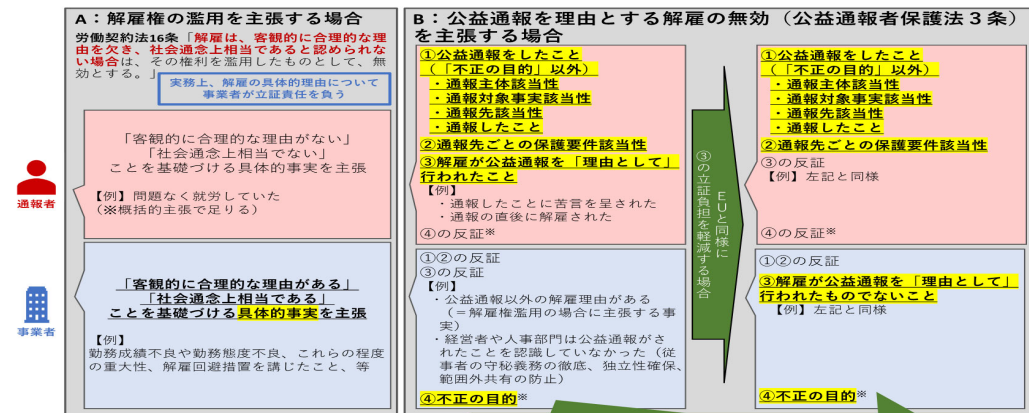 A：解雇権の濫用を主張する場合
労働契約法16条「解雇は、客観的に合理的な理
由を欠き、社会通念上相当であると認められな
い場合は、その権利を濫用したものとして、無
効とする。」
実務上、解雇の具体的理由について
事業者が立証責任を負う
通報者
「客観的に合理的な理由がない」
「社会通念上相当でない」
ことを基礎づける具体的事実を主張
【例】問題なく就労していた
（※概括的主張で足りる）
事業者
「客観的に合理的な理由がある」
「社会通念上相当である」
ことを基礎づける具体的事実を主張
【例】
勤務成績不良や勤務態度不良、これらの程度
の重大性、解雇回避措置を講じたこと、等
B：公益通報を理由とする解雇の無効（公益通報者保護法３条）
を主張する場合
①公益通報をしたこと
（「不正の目的」以外）
・通報主体該当性
・通報対象事実該当性
・通報先該当性
・通報したこと
②通報先ごとの保護要件該当性
③解雇が公益通報を「理由として」
行われたこと
【例】
・通報したことに苦言を呈された
・通報の直後に解雇された
④の反証※
①②の反証
③の反証
【例】
・公益通報以外の解雇理由がある
（＝解雇権濫用の場合に主張する事
実）
・経営者や人事部門は公益通報がさ
れたことを認識していなかった（従
事者の守秘義務の徹底、独立性確保、
範囲外共有の防止）
④不正の目的※
EUと同様に
③の立証負担を軽減する場合
①公益通報をしたこと
（「不正の目的」以外）
・通報主体該当性
・通報対象事実該当性
・通報先該当性
・通報したこと
②通報先ごとの保護要件該当性
③の反証
【例】左記と同様
④の反証※
①②の反証
③解雇が公益通報を「理由として」
行われたものでないこと
【例】左記と同様
④不正の目的※